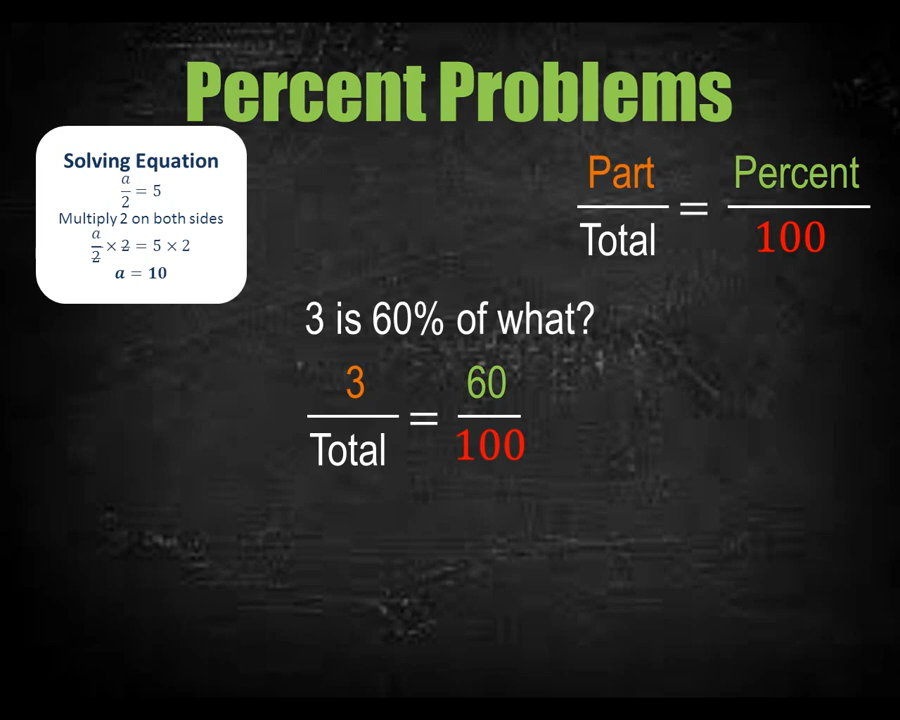 Percent Problems
Solving Equation
a/2 = 5
Multiply 2 on both sides
a/2 × 2 = 5 × 2
a = 10
Part/Total = Percent/100
3 is 60% of what?
3/Total = 60/100